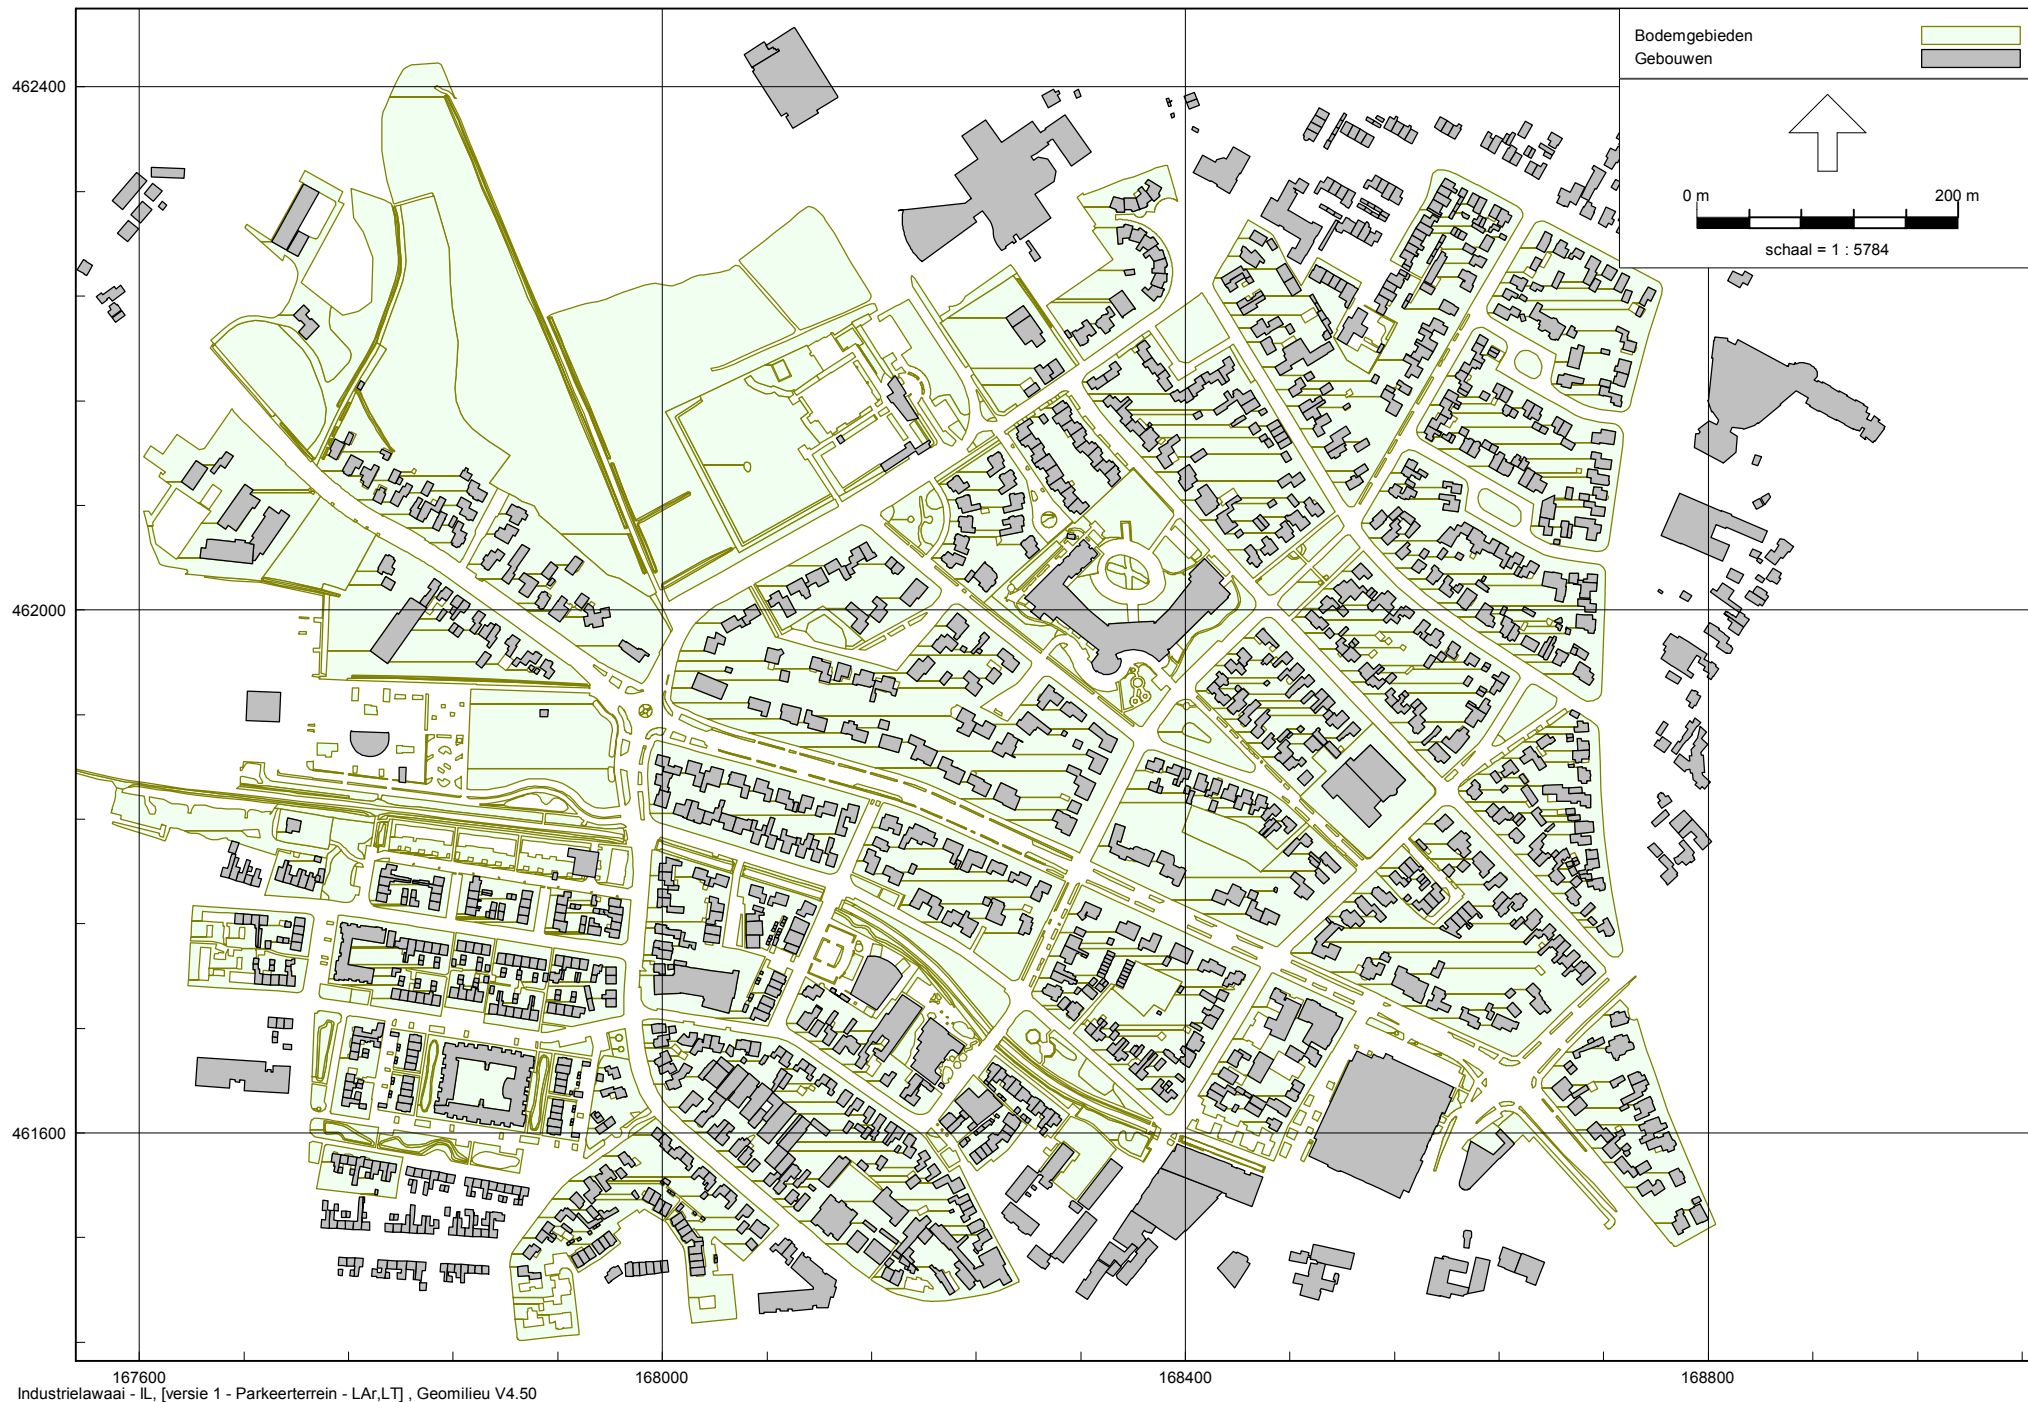 Bodemgebieden
Gebouwen
462400
0 m 200 m
schaal = 1 : 5784
462000
461600
167600 168000 168400 168800
Industrielawaai - IL, [versie 1 - Parkeerterrein - LAr,LT] , Geomilieu V4.50